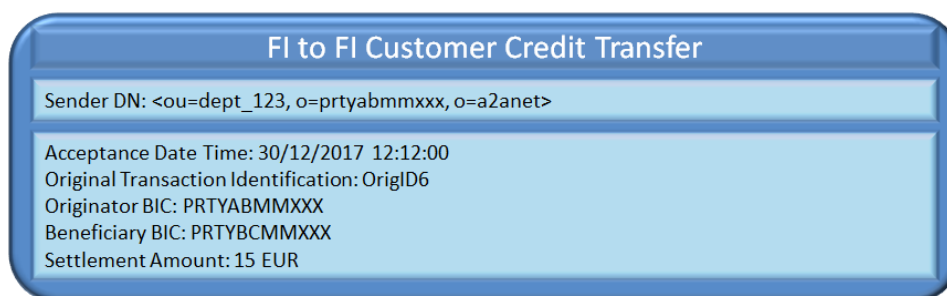 FI to FI Customer Credit Transfer
Sender DN: <ou=dept_123, o=prtyabmmxxx, o=a2anet>
Acceptance Date Time: 30/12/2017 12:12:00
Original Transaction Identification: OrigID6
Originator BIC: PRTYABMMXXX
Beneficiary BIC: PRTYBCMMXXX
Settlement Amount: 15 EUR